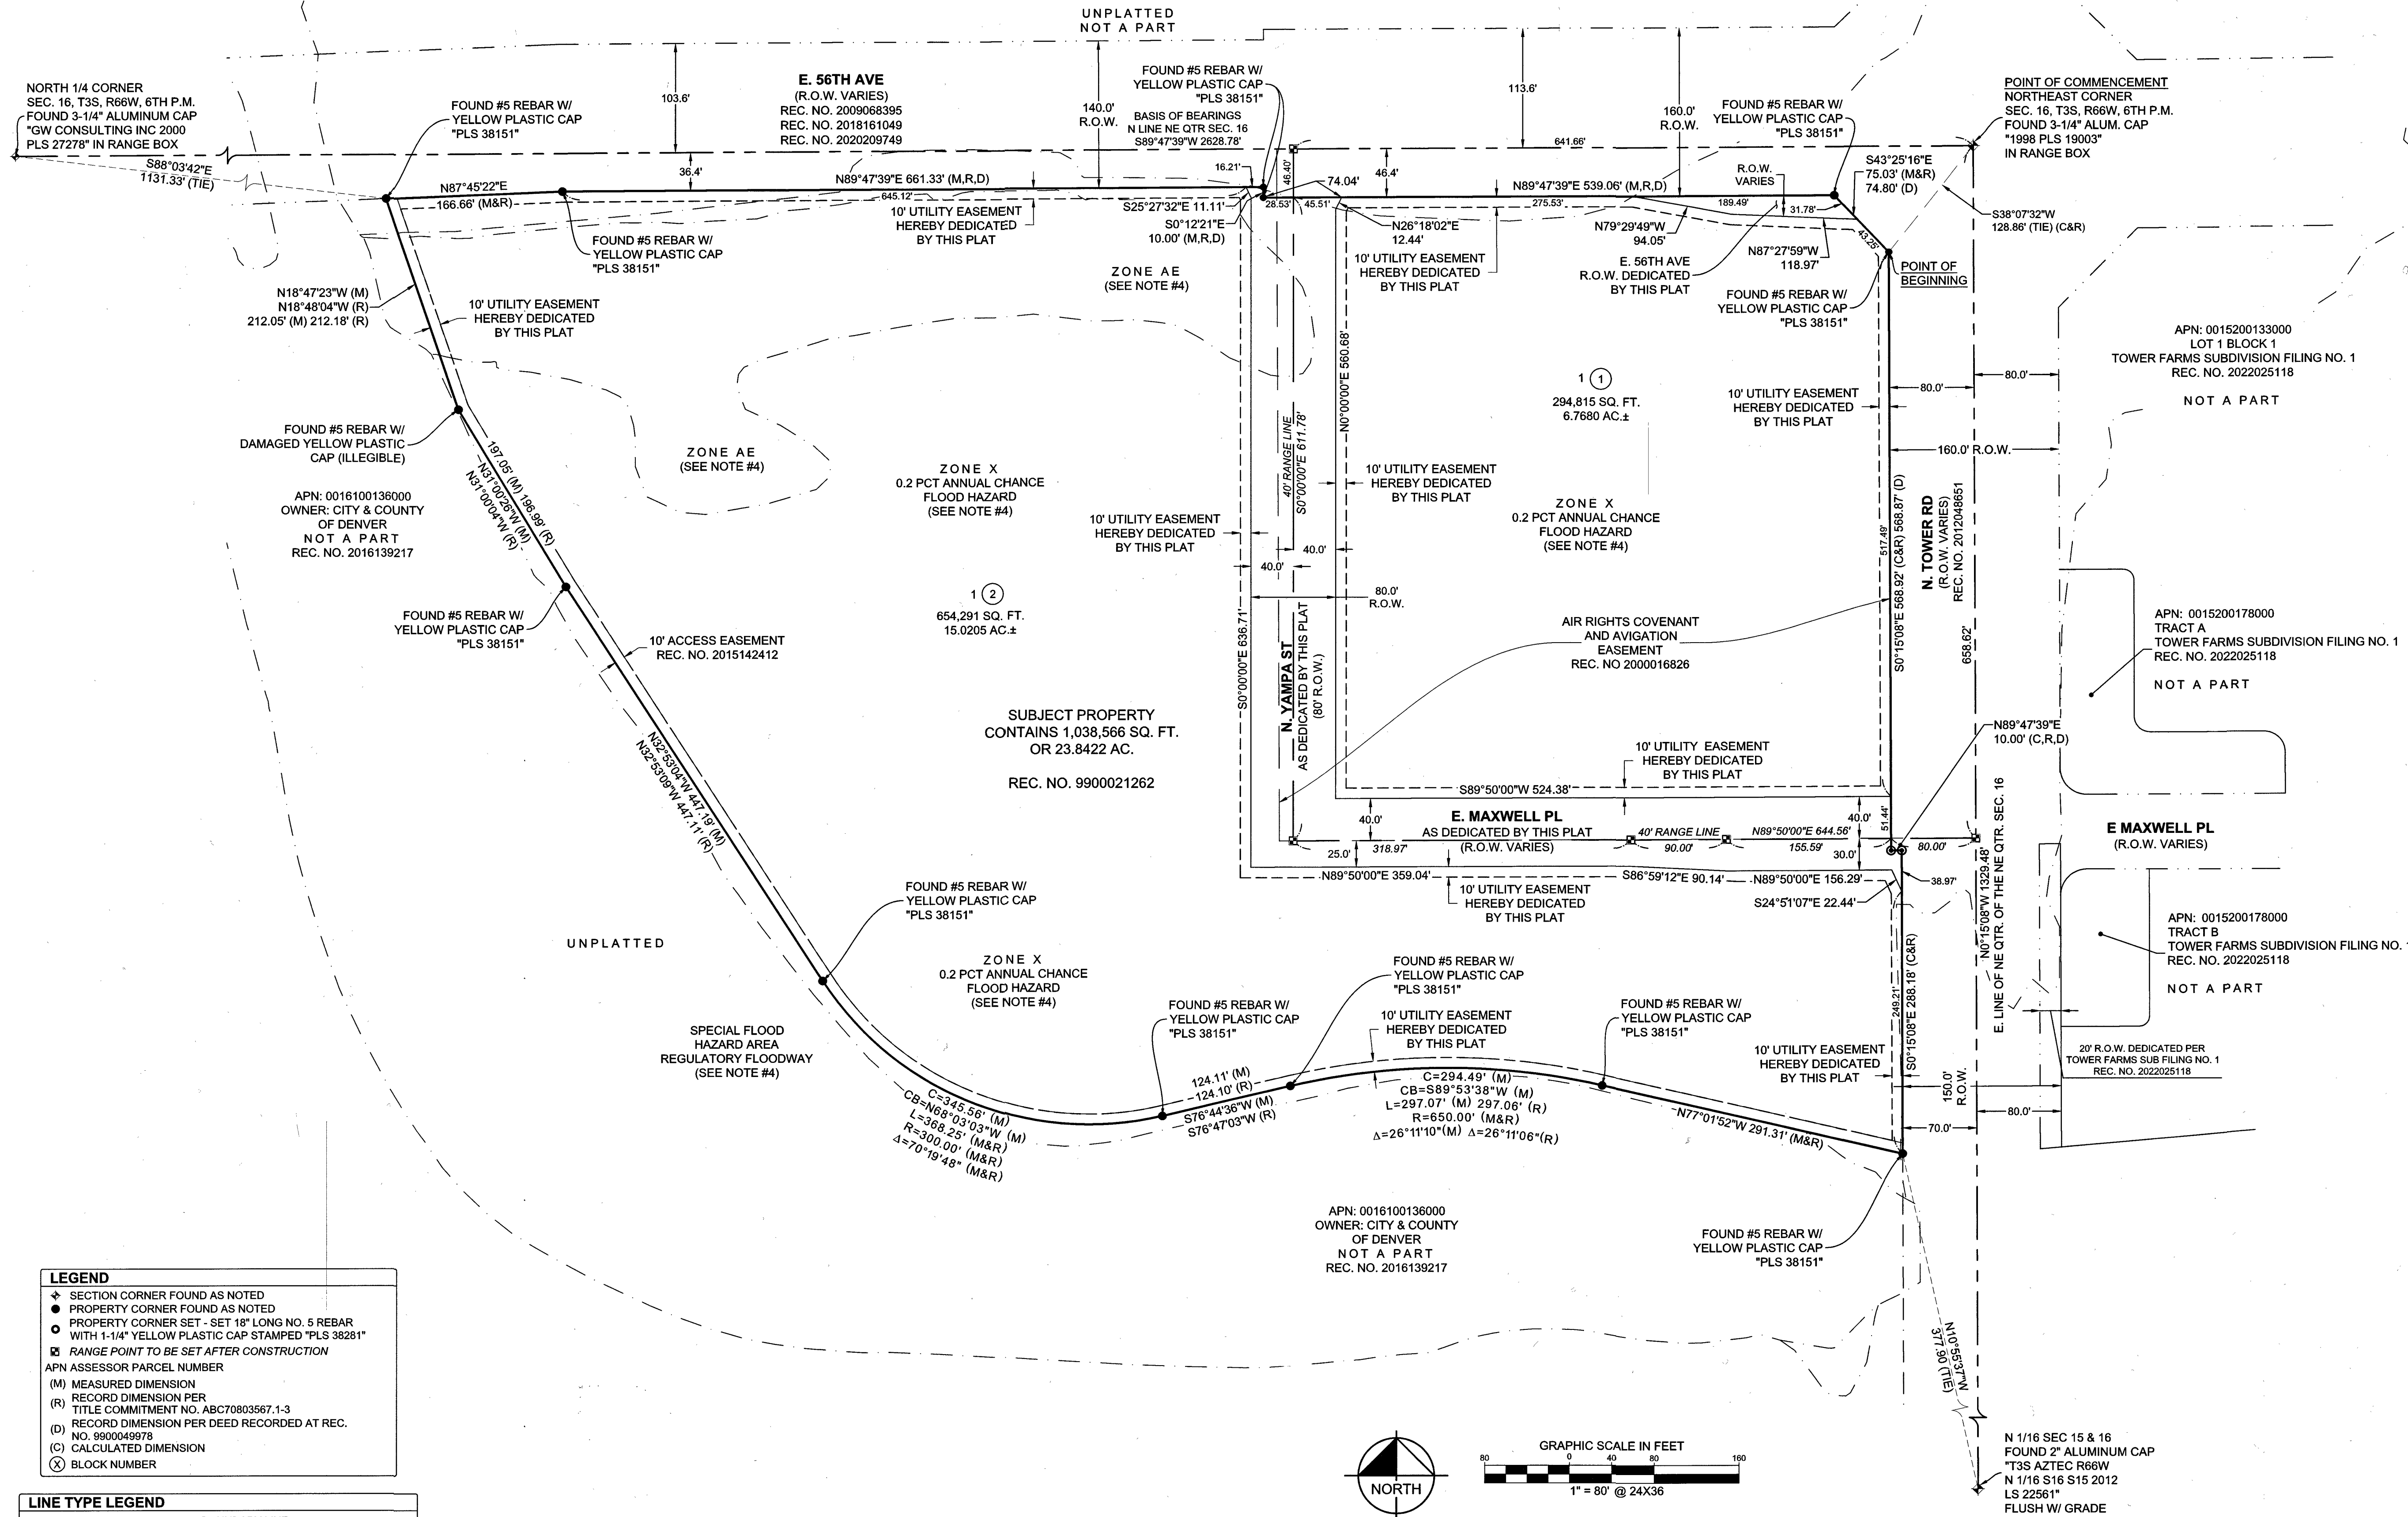 UNPLATTED
NOT A PART
NORTH 1/4 CORNER
SEC. 16, T3S, R66W, 6TH P.M.
FOUND 3-1/4" ALUMINUM CAP
"GW CONSULTING INC 2000
PLS 27278" IN RANGE BOX
S88°03'42"E
1131.33' (TIE)
FOUND #5 REBAR W/
YELLOW PLASTIC CAP
"PLS 38151"
103.6'
E. 56TH AVE
(R.O.W. VARIES)
REC. NO. 2009068395
REC. NO. 2018161049
REC. NO. 2020209749
140.0'
R.O.W.
FOUND #5 REBAR W/
YELLOW PLASTIC CAP
"PLS 38151"
BASIS OF BEARINGS
N LINE NE QTR SEC. 16
S89°47'39"W 2628.78'
113.6'
160.0'
R.O.W.
641.66'
FOUND #5 REBAR W/
YELLOW PLASTIC CAP
"PLS 38151"
POINT OF COMMENCEMENT
NORTHEAST CORNER
SEC. 16, T3S, R66W, 6TH P.M.
FOUND 3-1/4" ALUM. CAP
"1998 PLS 19003"
IN RANGE BOX
N87°45'22"E
166.66' (M&R)
36.4'
N89°47'39"E 661.33' (M,R,D)
645.12'
16.21'
46.40'
74.04'
46.4'
N89°47'39"E 539.06' (M,R,D)
R.O.W.
VARIES
S43°25'16"E
75.03' (M&R)
74.80' (D)
S38°07'32"W
128.86' (TIE) (C&R)
28.53'
45.51'
275.53'
189.49'
31.78'
43.25'
S25°27'32"E 11.11'
S0°12'21"E
10.00' (M,R,D)
10' UTILITY EASEMENT
HEREBY DEDICATED
BY THIS PLAT
FOUND #5 REBAR W/
YELLOW PLASTIC CAP
"PLS 38151"
N26°18'02"E
12.44'
10' UTILITY EASEMENT
HEREBY DEDICATED
BY THIS PLAT
N79°29'49"W
94.05'
N87°27'59"W
118.97'
E. 56TH AVE
R.O.W. DEDICATED
BY THIS PLAT
POINT OF
BEGINNING
FOUND #5 REBAR W/
YELLOW PLASTIC CAP
"PLS 38151"
ZONE AE
(SEE NOTE #4)
N18°47'23"W (M)
N18°48'04"W (R)
212.05' (M) 212.18' (R)
10' UTILITY EASEMENT
HEREBY DEDICATED
BY THIS PLAT
APN: 0015200133000
LOT 1 BLOCK 1
TOWER FARMS SUBDIVISION FILING NO. 1
REC. NO. 2022025118
NOT A PART
N0°00'00"E 560.68'
1 1
294,815 SQ. FT.
6.7680 AC.±
10' UTILITY EASEMENT
HEREBY DEDICATED
BY THIS PLAT
80.0'
80.0'
160.0' R.O.W.
FOUND #5 REBAR W/
DAMAGED YELLOW PLASTIC
CAP (ILLEGIBLE)
197.05' (M) 196.99' (R)
N31°00'26"W (M)
N31°00'04"W (R)
ZONE AE
(SEE NOTE #4)
ZONE X
0.2 PCT ANNUAL CHANCE
FLOOD HAZARD
(SEE NOTE #4)
40' RANGE LINE
S0°00'00"E 611.78'
10' UTILITY EASEMENT
HEREBY DEDICATED
BY THIS PLAT
ZONE X
0.2 PCT ANNUAL CHANCE
FLOOD HAZARD
(SEE NOTE #4)
APN: 0016100136000
OWNER: CITY & COUNTY
OF DENVER
NOT A PART
REC. NO. 2016139217
10' UTILITY EASEMENT
HEREBY DEDICATED
BY THIS PLAT
40.0'
40.0'
80.0'
R.O.W.
517.49'
S0°15'08"E 568.92' (C&R) 568.87' (D)
N. TOWER RD
(R.O.W. VARIES)
REC. NO. 2012048651
658.62'
1 2
654,291 SQ. FT.
15.0205 AC.±
FOUND #5 REBAR W/
YELLOW PLASTIC CAP
"PLS 38151"
10' ACCESS EASEMENT
REC. NO. 2015142412
S0°00'00"E 636.71'
N. YAMPA ST
AS DEDICATED BY THIS PLAT
(80' R.O.W.)
AIR RIGHTS COVENANT
AND AVIGATION
EASEMENT
REC. NO 2000016826
APN: 0015200178000
TRACT A
TOWER FARMS SUBDIVISION FILING NO. 1
REC. NO. 2022025118
NOT A PART
SUBJECT PROPERTY
CONTAINS 1,038,566 SQ. FT.
OR 23.8422 AC.
REC. NO. 9900021262
N32°53'04"W 447.19' (M)
N32°53'09"W 447.11' (R)
10' UTILITY EASEMENT
HEREBY DEDICATED
BY THIS PLAT
N89°47'39"E
10.00' (C,R,D)
S89°50'00"W 524.38'
40.0'
E. MAXWELL PL
AS DEDICATED BY THIS PLAT
(R.O.W. VARIES)
40' RANGE LINE
N89°50'00"E 644.56'
40.0'
51.44'
25.0'
318.97'
90.00'
155.59'
30.0'
80.00'
E MAXWELL PL
(R.O.W. VARIES)
N89°50'00"E 359.04'
S86°59'12"E 90.14'
N89°50'00"E 156.29'
38.97'
S24°51'07"E 22.44'
10' UTILITY EASEMENT
HEREBY DEDICATED
BY THIS PLAT
N0°15'08"W 1329.48'
E. LINE OF NE QTR. OF THE NE QTR. SEC. 16
FOUND #5 REBAR W/
YELLOW PLASTIC CAP
"PLS 38151"
UNPLATTED
APN: 0015200178000
TRACT B
TOWER FARMS SUBDIVISION FILING NO. 1
REC. NO. 2022025118
NOT A PART
ZONE X
0.2 PCT ANNUAL CHANCE
FLOOD HAZARD
(SEE NOTE #4)
FOUND #5 REBAR W/
YELLOW PLASTIC CAP
"PLS 38151"
FOUND #5 REBAR W/
YELLOW PLASTIC CAP
"PLS 38151"
FOUND #5 REBAR W/
YELLOW PLASTIC CAP
"PLS 38151"
10' UTILITY EASEMENT
HEREBY DEDICATED
BY THIS PLAT
249.21'
S0°15'08"E 288.18' (C&R)
10' UTILITY EASEMENT
HEREBY DEDICATED
BY THIS PLAT
20' R.O.W. DEDICATED PER
TOWER FARMS SUB FILING NO. 1
REC. NO. 2022025118
150.0'
R.O.W.
80.0'
70.0'
SPECIAL FLOOD
HAZARD AREA
REGULATORY FLOODWAY
(SEE NOTE #4)
C=345.56' (M)
CB=N68°03'03"W (M)
L=368.25' (M&R)
R=300.00' (M&R)
Δ=70°19'48" (M&R)
124.11' (M)
124.10' (R)
S76°44'36"W (M)
S76°47'03"W (R)
C=294.49' (M)
CB=S89°53'38"W (M)
L=297.07' (M) 297.06' (R)
R=650.00' (M&R)
Δ=26°11'10"(M) Δ=26°11'06"(R)
N77°01'52"W 291.31' (M&R)
APN: 0016100136000
OWNER: CITY & COUNTY
OF DENVER
NOT A PART
REC. NO. 2016139217
FOUND #5 REBAR W/
YELLOW PLASTIC CAP
"PLS 38151"
N10°55'37"W
377.90 (TIE)
N 1/16 SEC 15 & 16
FOUND 2" ALUMINUM CAP
"T3S AZTEC R66W
N 1/16 S16 S15 2012
LS 22561"
FLUSH W/ GRADE
LEGEND
SECTION CORNER FOUND AS NOTED
PROPERTY CORNER FOUND AS NOTED
PROPERTY CORNER SET - SET 18" LONG NO. 5 REBAR
WITH 1-1/4" YELLOW PLASTIC CAP STAMPED "PLS 38281"
RANGE POINT TO BE SET AFTER CONSTRUCTION
APN ASSESSOR PARCEL NUMBER
(M) MEASURED DIMENSION
(R) RECORD DIMENSION PER
TITLE COMMITMENT NO. ABC70803567.1-3
(D) RECORD DIMENSION PER DEED RECORDED AT REC.
NO. 9900049978
(C) CALCULATED DIMENSION
X BLOCK NUMBER
LINE TYPE LEGEND
NORTH
GRAPHIC SCALE IN FEET
80 0 40 80 160
1" = 80' @ 24X36